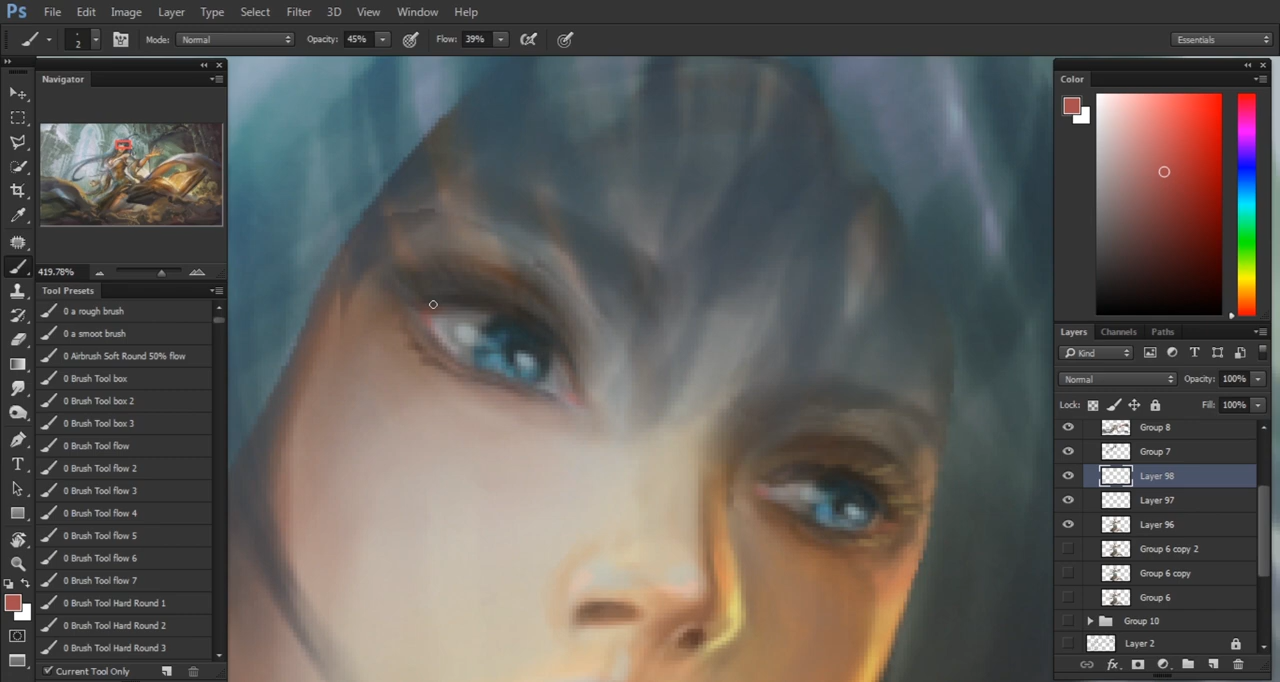 Ps File Edit Image Layer Type Select Filter 3D View Window Help
2 Mode: Normal Opacity: 45% Flow: 39% Essentials
Navigator
419.78%
Tool Presets
0 a rough brush
0 a smoot brush
0 Airbrush Soft Round 50% flow
0 Brush Tool box
0 Brush Tool box 2
0 Brush Tool box 3
0 Brush Tool flow
0 Brush Tool flow 2
0 Brush Tool flow 3
0 Brush Tool flow 4
0 Brush Tool flow 5
0 Brush Tool flow 6
0 Brush Tool flow 7
0 Brush Tool Hard Round 1
0 Brush Tool Hard Round 2
0 Brush Tool Hard Round 3
Current Tool Only
Color
Layers Channels Paths
Kind
Normal Opacity: 100%
Lock: Fill: 100%
Group 8
Group 7
Layer 98
Layer 97
Layer 96
Group 6 copy 2
Group 6 copy
Group 6
Group 10
Layer 2
fx